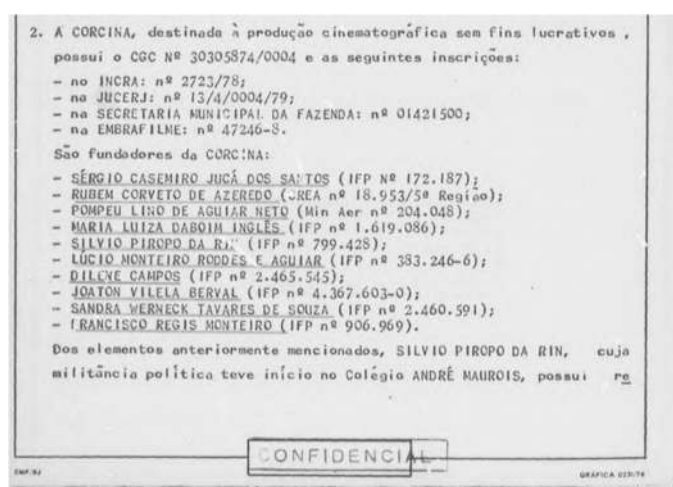 2. A CORCINA, destinada à produção cinematográfica sem fins lucrativos ,
possui o CGC Nº 30305874/0004 e as seguintes inscrições:
- no INCRA: nº 2723/78;
- na JUCERJ: nº 13/4/0004/79;
- na SECRETARIA MUNICIPAL DA FAZENDA: nº 01421500;
- na EMBRAFILME: nº 47246-S.
São fundadores da CORCINA:
- SÉRGIO CASEMIRO JUCÁ DOS SANTOS (IFP Nº 172.187);
- RUBEM CORVETO DE AZEREDO (CREA nº 18.953/5ª Região);
- POMPEU LINO DE AGUIAR NETO (Min Aer nº 204.048);
- MARIA LUIZA DABOIM INGLÊS (IFP nº 1.619.086);
- SILVIO PIROPO DA RIN (IFP nº 799.428);
- LÚCIO MONTEIRO RODDES E AGUIAR (IFP nº 383.246-6);
- DILENE CAMPOS (IFP nº 2.465.545);
- JOATON VILELA BERVAL (IFP nº 4.367.603-0);
- SANDRA WERNECK TAVARES DE SOUZA (IFP nº 2.460.591);
- FRANCISCO REGIS MONTEIRO (IFP nº 906.969).
Dos elementos anteriormente mencionados, SILVIO PIROPO DA RIN, cuja
militância política teve início no Colégio ANDRÉ MAUROIS, possui re
CONFIDENCIAL
GRÁFICA